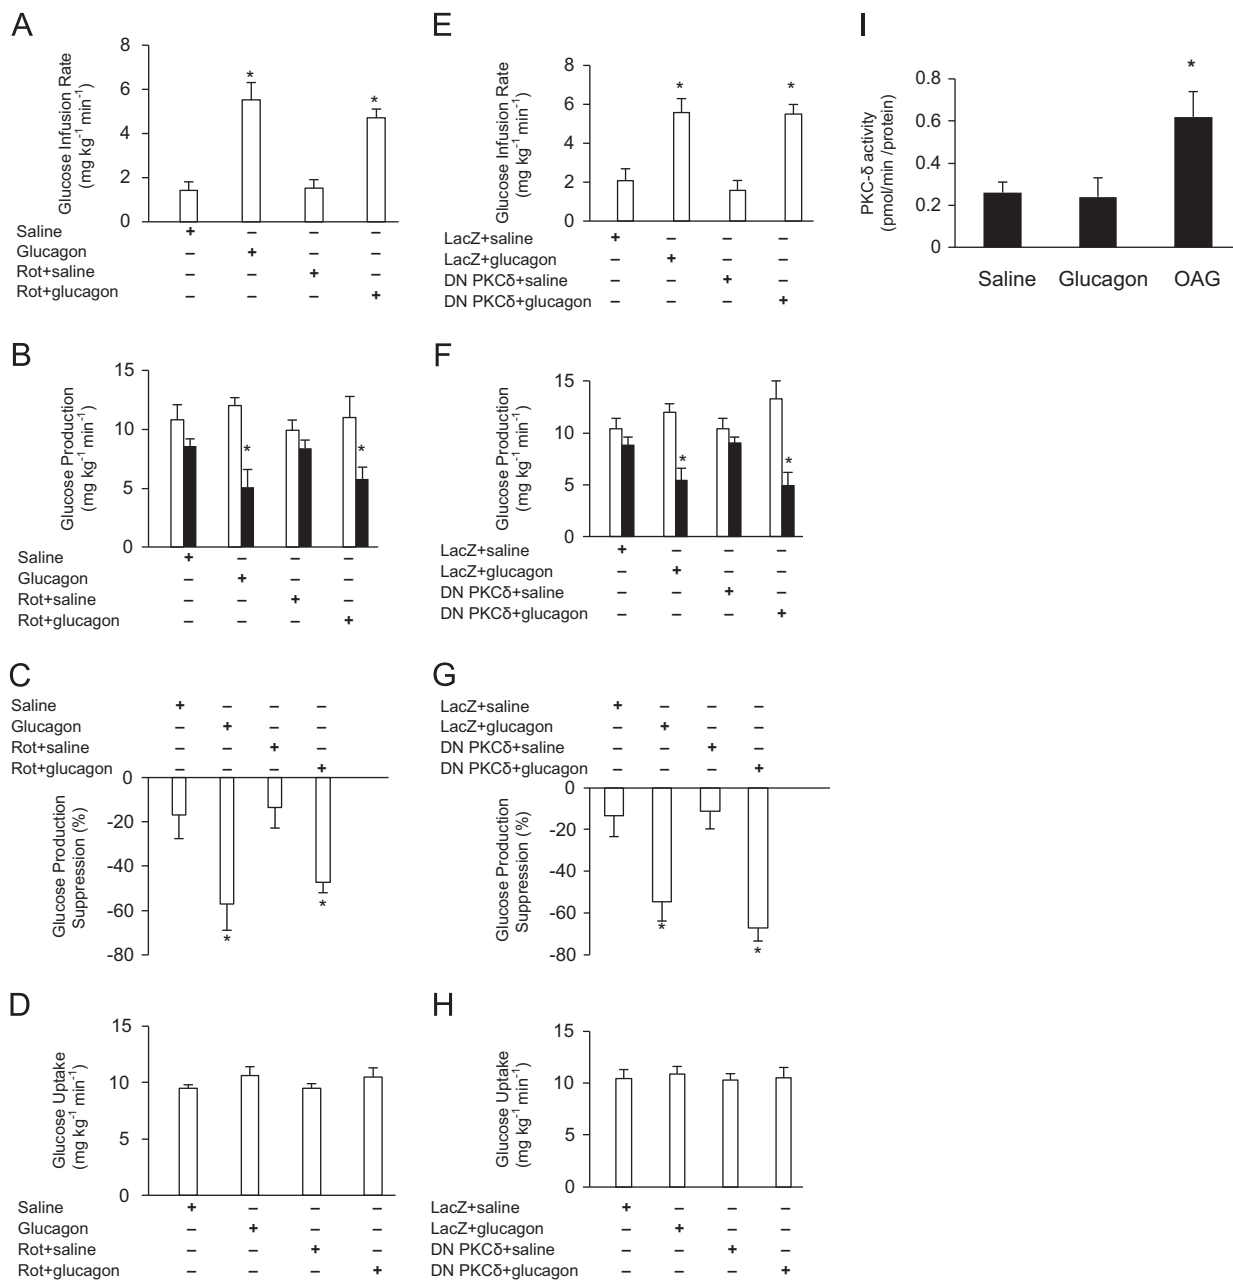 A
Glucose Infusion Rate
(mg kg⁻¹ min⁻¹)
8
6
4
2
0
*
*
Saline + – – –
Glucagon – + – –
Rot+saline – – + –
Rot+glucagon – – – +
B
Glucose Production
(mg kg⁻¹ min⁻¹)
15
10
5
0
*
*
Saline + – – –
Glucagon – + – –
Rot+saline – – + –
Rot+glucagon – – – +
C
Saline + – – –
Glucagon – + – –
Rot+saline – – + –
Rot+glucagon – – – +
Glucose Production
Suppression (%)
0
-20
-40
-60
-80
*
*
D
Glucose Uptake
(mg kg⁻¹ min⁻¹)
15
10
5
0
Saline + – – –
Glucagon – + – –
Rot+saline – – + –
Rot+glucagon – – – +
E
Glucose Infusion Rate
(mg kg⁻¹ min⁻¹)
8
6
4
2
0
*
*
LacZ+saline + – – –
LacZ+glucagon – + – –
DN PKCδ+saline – – + –
DN PKCδ+glucagon – – – +
F
Glucose Production
(mg kg⁻¹ min⁻¹)
15
10
5
0
*
*
LacZ+saline + – – –
LacZ+glucagon – + – –
DN PKCδ+saline – – + –
DN PKCδ+glucagon – – – +
G
LacZ+saline + – – –
LacZ+glucagon – + – –
DN PKCδ+saline – – + –
DN PKCδ+glucagon – – – +
Glucose Production
Suppression (%)
0
-20
-40
-60
-80
*
*
H
Glucose Uptake
(mg kg⁻¹ min⁻¹)
15
10
5
0
LacZ+saline + – – –
LacZ+glucagon – + – –
DN PKCδ+saline – – + –
DN PKCδ+glucagon – – – +
I
PKC-δ activity
(pmol/min /protein)
0.8
0.6
0.4
0.2
0
*
Saline Glucagon OAG